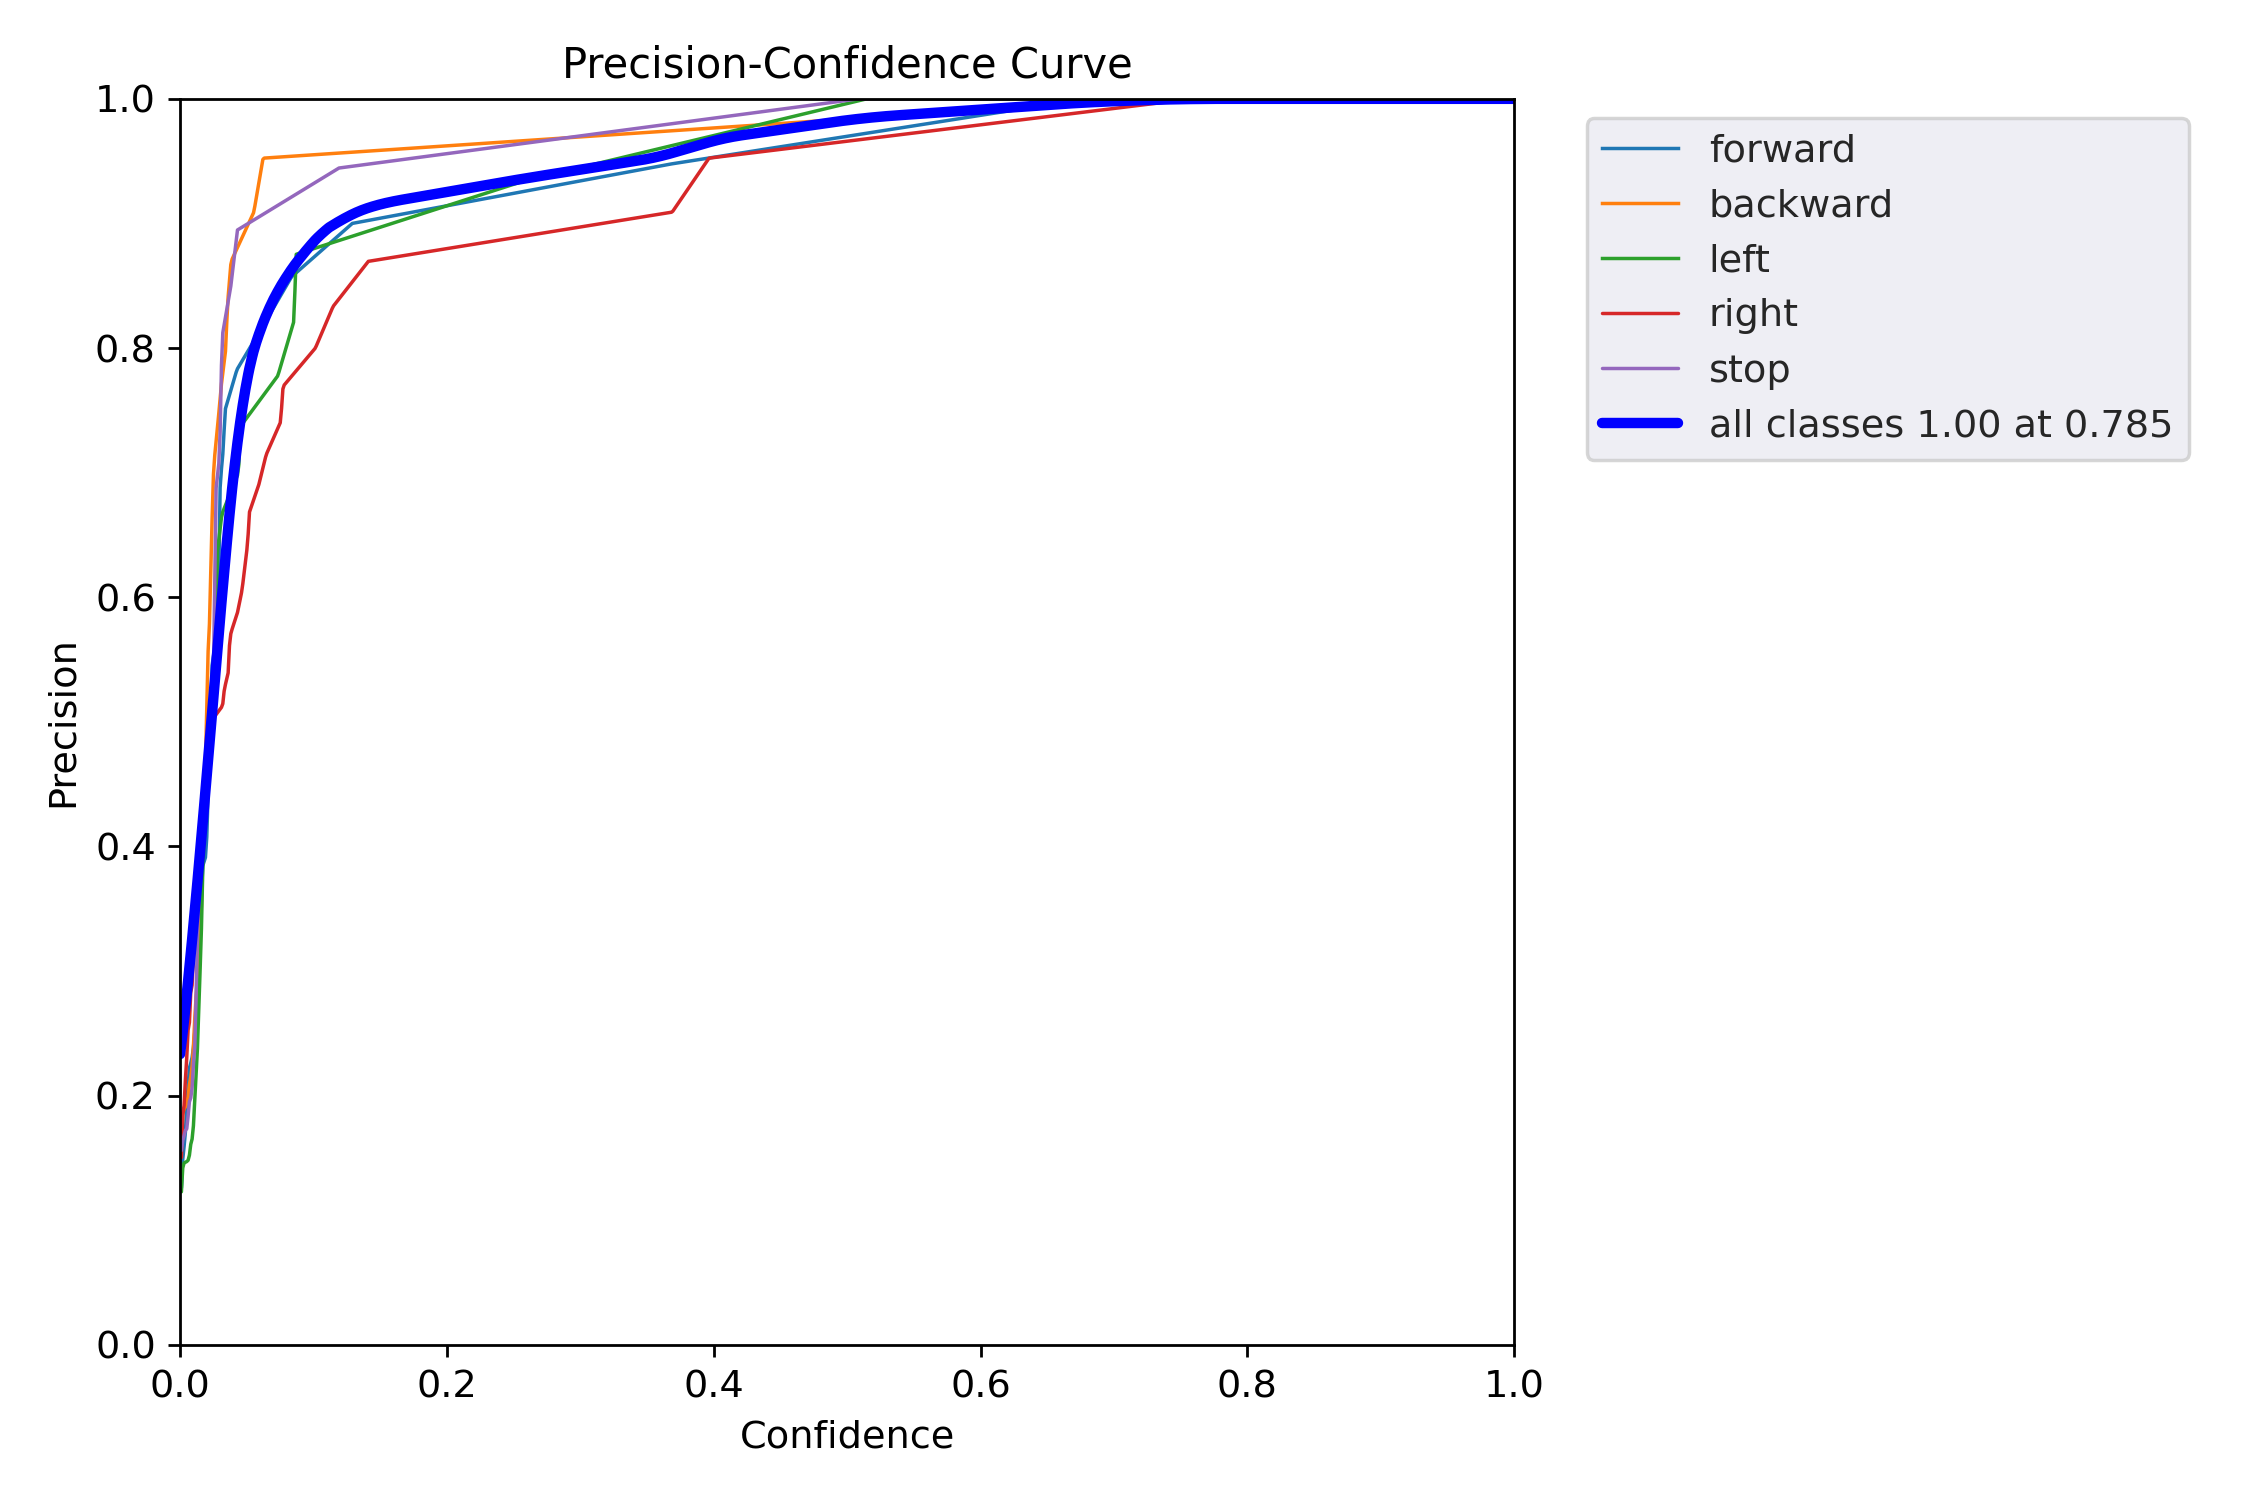 Precision-Confidence Curve
1.0
0.8
0.6
0.4
0.2
0.0
Precision
0.0 0.2 0.4 0.6 0.8 1.0
Confidence
forward
backward
left
right
stop
all classes 1.00 at 0.785